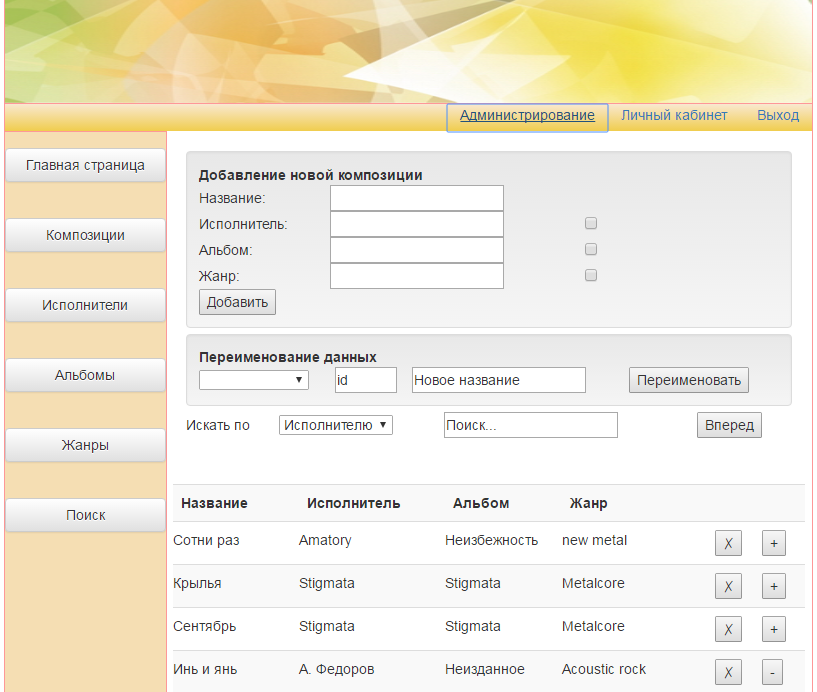 Администрирование Личный кабинет Выход
Главная страница
Композиции
Исполнители
Альбомы
Жанры
Поиск
Добавление новой композиции
Название:
Исполнитель:
Альбом:
Жанр:
Добавить
Переименование данных
id Новое название Переименовать
Искать по Исполнителю Поиск... Вперед
Название Исполнитель Альбом Жанр
Сотни раз Amatory Неизбежность new metal X +
Крылья Stigmata Stigmata Metalcore X +
Сентябрь Stigmata Stigmata Metalcore X +
Инь и янь А. Федоров Неизданное Acoustic rock X -